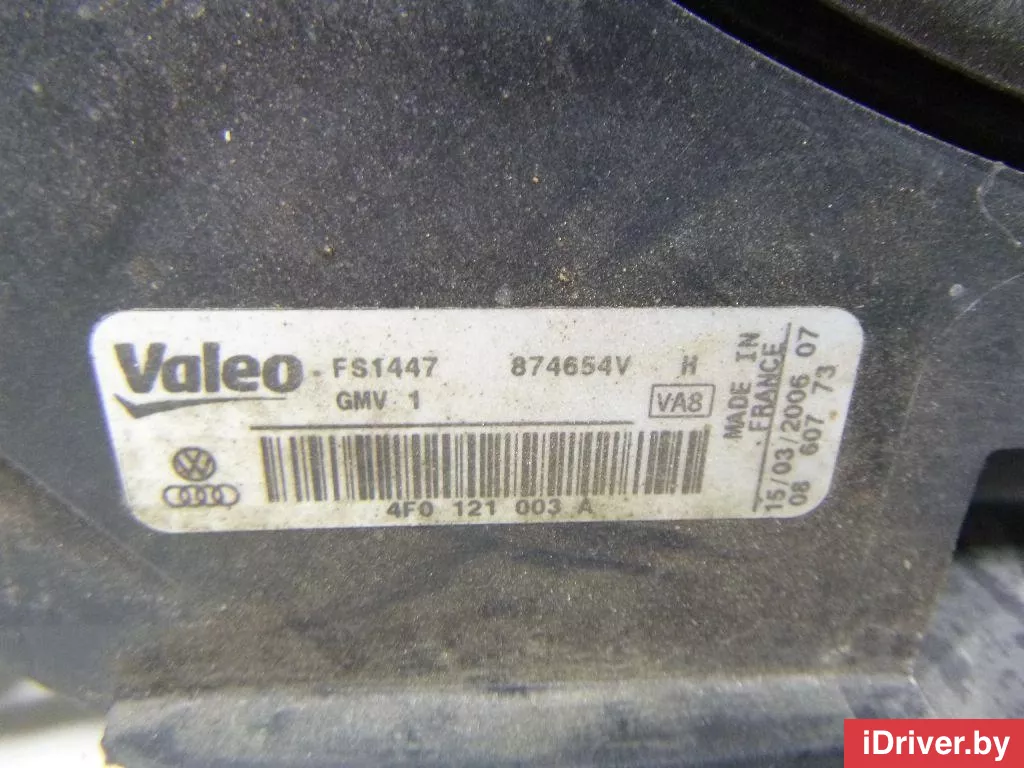 Valeo FS1447 874654V H
GMV 1 VA8
4F0 121 003 A
MADE IN
FRANCE
15/03/2006 07
08 607 73
iDriver.by